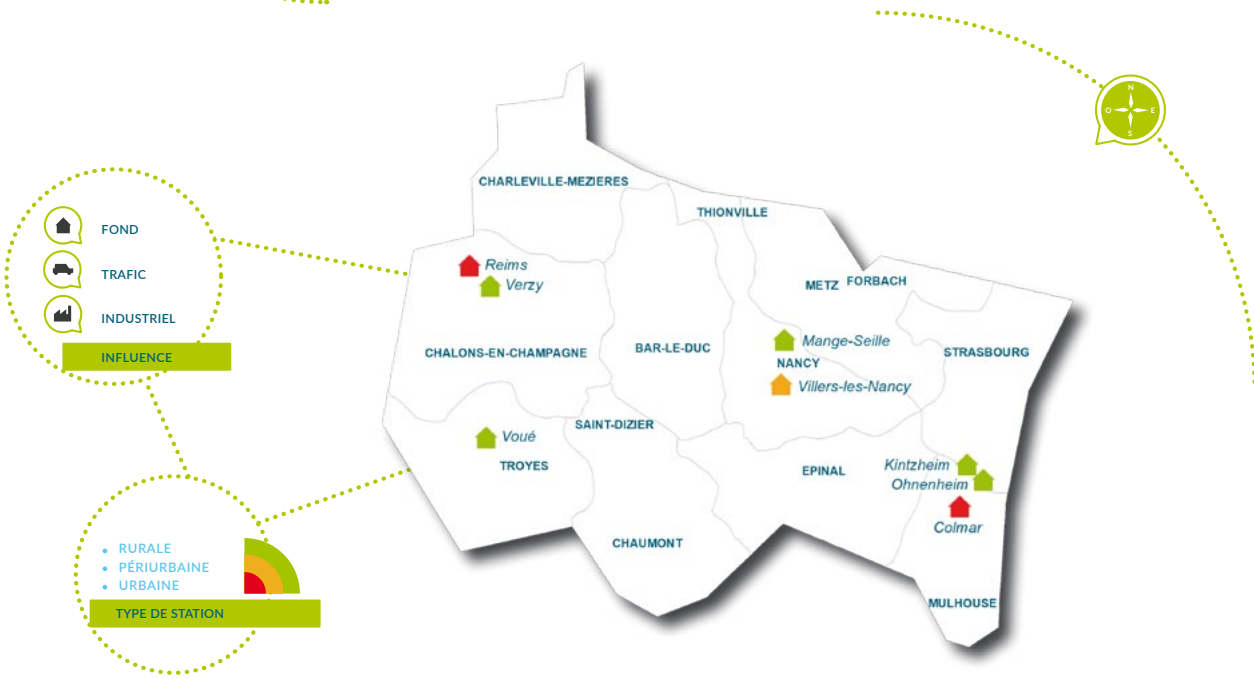 N
O E
S
CHARLEVILLE-MEZIERES
THIONVILLE
FOND
TRAFIC
INDUSTRIEL
INFLUENCE
Reims
Verzy
METZ FORBACH
Mange-Seille
CHALONS-EN-CHAMPAGNE
BAR-LE-DUC
NANCY
STRASBOURG
Villers-les-Nancy
SAINT-DIZIER
Voué
TROYES
EPINAL
Kintzheim
Ohnenheim
Colmar
CHAUMONT
MULHOUSE
• RURALE
• PÉRIURBAINE
• URBAINE
TYPE DE STATION